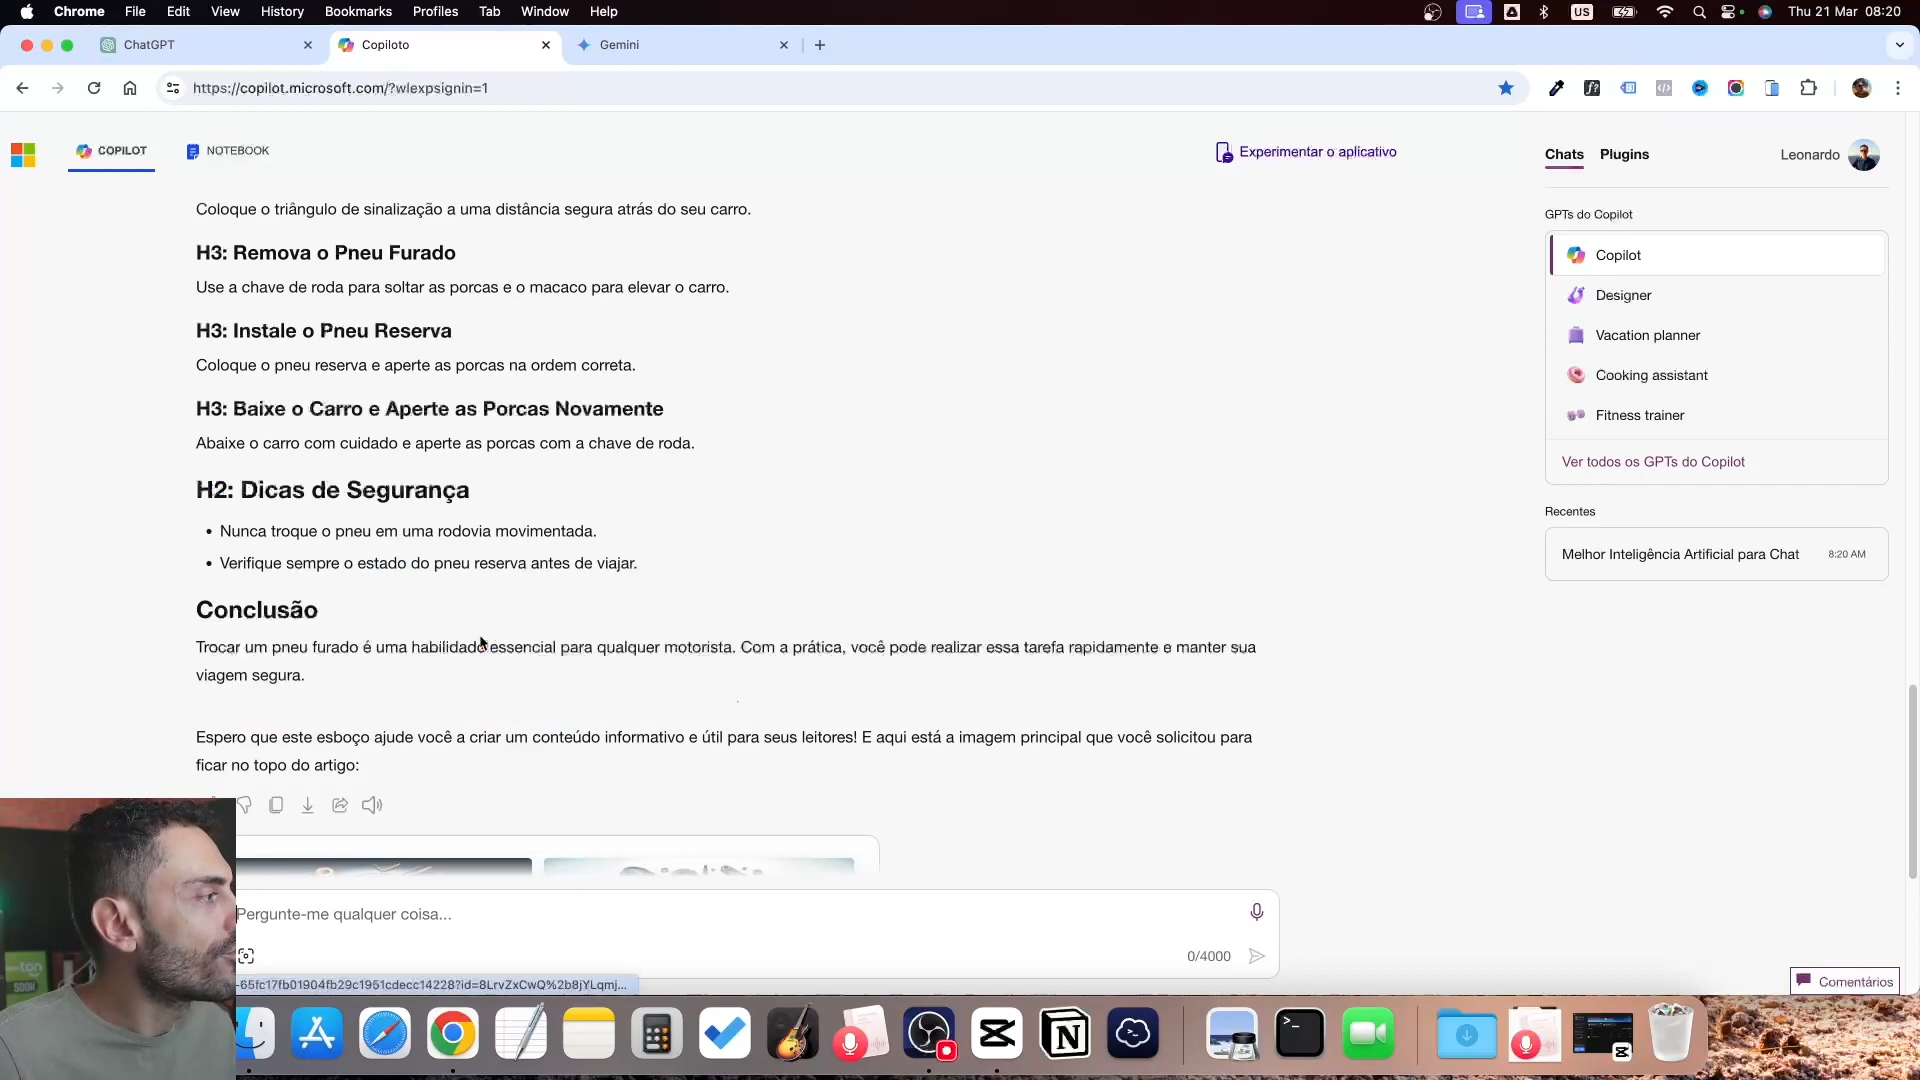 Chrome File Edit View History Bookmarks Profiles Tab Window Help US Thu 21 Mar 08:20
ChatGPT Copiloto Gemini
https://copilot.microsoft.com/?wlexpsignin=1
COPILOT NOTEBOOK Experimentar o aplicativo
Chats Plugins Leonardo
Coloque o triângulo de sinalização a uma distância segura atrás do seu carro.
H3: Remova o Pneu Furado
Use a chave de roda para soltar as porcas e o macaco para elevar o carro.
H3: Instale o Pneu Reserva
Coloque o pneu reserva e aperte as porcas na ordem correta.
H3: Baixe o Carro e Aperte as Porcas Novamente
Abaixe o carro com cuidado e aperte as porcas com a chave de roda.
H2: Dicas de Segurança
Nunca troque o pneu em uma rodovia movimentada.
Verifique sempre o estado do pneu reserva antes de viajar.
Conclusão
Trocar um pneu furado é uma habilidade essencial para qualquer motorista. Com a prática, você pode realizar essa tarefa rapidamente e manter sua
viagem segura.
Espero que este esboço ajude você a criar um conteúdo informativo e útil para seus leitores! E aqui está a imagem principal que você solicitou para
ficar no topo do artigo:
Pergunte-me qualquer coisa...
0/4000
-65fc17fb01904fb29c1951cdecc14228?id=8LrvZxCwQ%2b8jYLqmj...
GPTs do Copilot
Copilot
Designer
Vacation planner
Cooking assistant
Fitness trainer
Ver todos os GPTs do Copilot
Recentes
Melhor Inteligência Artificial para Chat 8:20 AM
Comentários